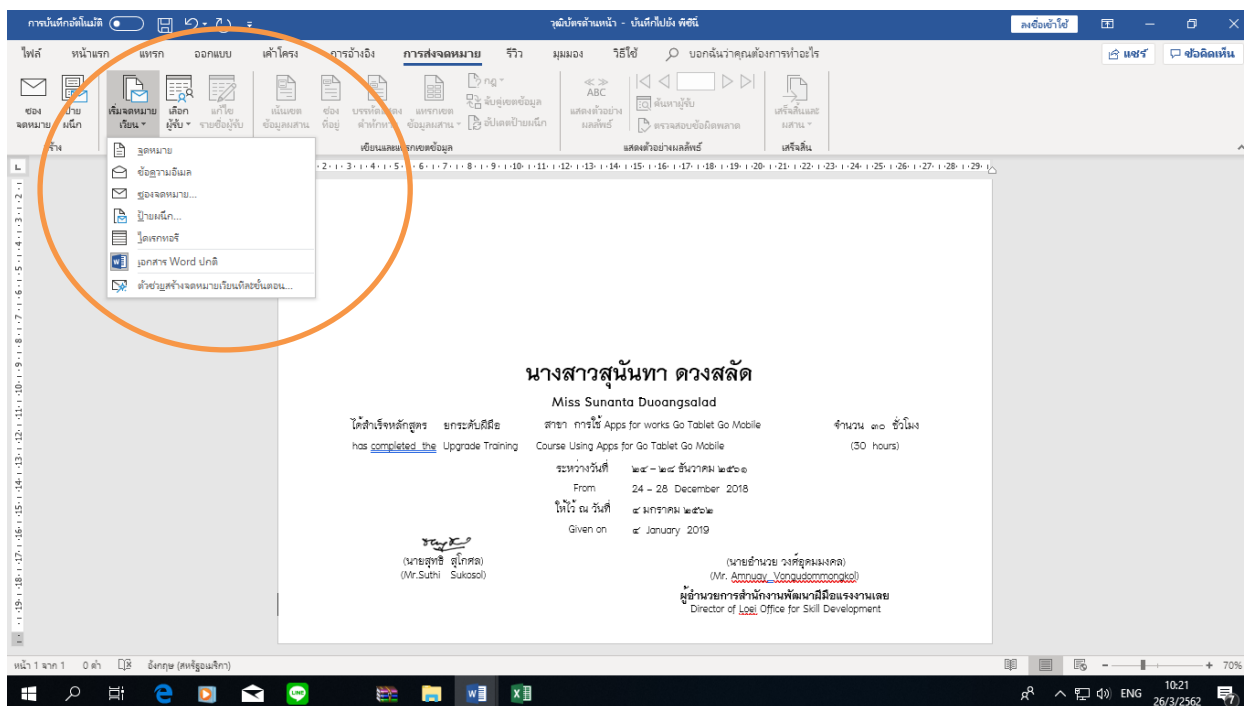 การบันทึกอัตโนมัติ
วุฒิบัตรด้านหน้า - บันทึกไปยัง พีซีนี้
ลงชื่อเข้าใช้
ไฟล์ หน้าแรก แทรก ออกแบบ เค้าโครง การอ้างอิง การส่งจดหมาย รีวิว มุมมอง วิธีใช้ บอกฉันว่าคุณต้องการทำอะไร
แชร์ ข้อคิดเห็น
ซองจดหมาย ป้ายผนึก เริ่มจดหมายเวียน เลือกผู้รับ แก้ไขรายชื่อผู้รับ เน้นเขตข้อมูลผสาน ที่อยู่ คำทักทาย แทรกเขตข้อมูลผสาน
กฎ
จับคู่เขตข้อมูล
อัปเดตป้ายผนึก
ABC
แสดงตัวอย่างผลลัพธ์
ค้นหาผู้รับ
ตรวจสอบข้อผิดพลาด
เสร็จสิ้นและผสาน
เขียนและแทรกเขตข้อมูล แสดงตัวอย่างผลลัพธ์ เสร็จสิ้น
จดหมาย
ข้อความอีเมล
ซองจดหมาย...
ป้ายผนึก...
ไดเรกทอรี
เอกสาร Word ปกติ
ตัวช่วยสร้างจดหมายเวียนทีละขั้นตอน...
นางสาวสุนันทา ดวงสลัด
Miss Sunanta Duoangsalad
ได้สำเร็จหลักสูตร ยกระดับฝีมือ สาขา การใช้ Apps for works Go Tablet Go Mobile จำนวน ๓๐ ชั่วโมง
has completed the Upgrade Training Course Using Apps for Go Tablet Go Mobile (30 hours)
ระหว่างวันที่ ๒๔ – ๒๘ ธันวาคม ๒๕๖๑
From 24 – 28 December 2018
ให้ไว้ ณ วันที่ ๔ มกราคม ๒๕๖๒
Given on ๔ January 2019
(นายสุทธิ สุโกศล)
(Mr.Suthi Sukosol)
(นายอำนวย วงศ์อุดมมงคล)
(Mr. Amnuay Vongudommongkol)
ผู้อำนวยการสำนักงานพัฒนาฝีมือแรงงานเลย
Director of Loei Office for Skill Development
หน้า 1 จาก 1 0 คำ อังกฤษ (สหรัฐอเมริกา)
70%
ENG
10:21
26/3/2562